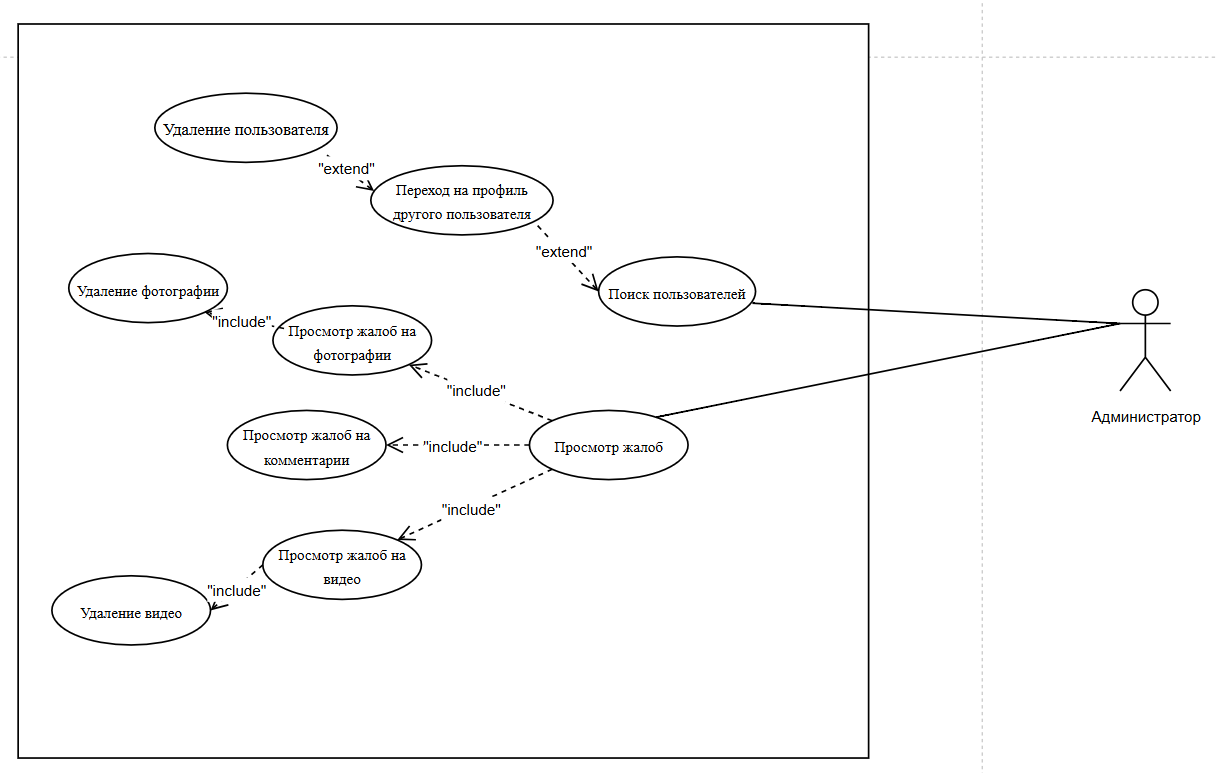 Удаление пользователя
"extend"
Переход на профиль
другого пользователя
"extend"
Поиск пользователей
Удаление фотографии
"include"
Просмотр жалоб на
фотографии
"include"
Просмотр жалоб на
комментарии
"include"
Просмотр жалоб
Администратор
"include"
Просмотр жалоб на
видео
"include"
Удаление видео